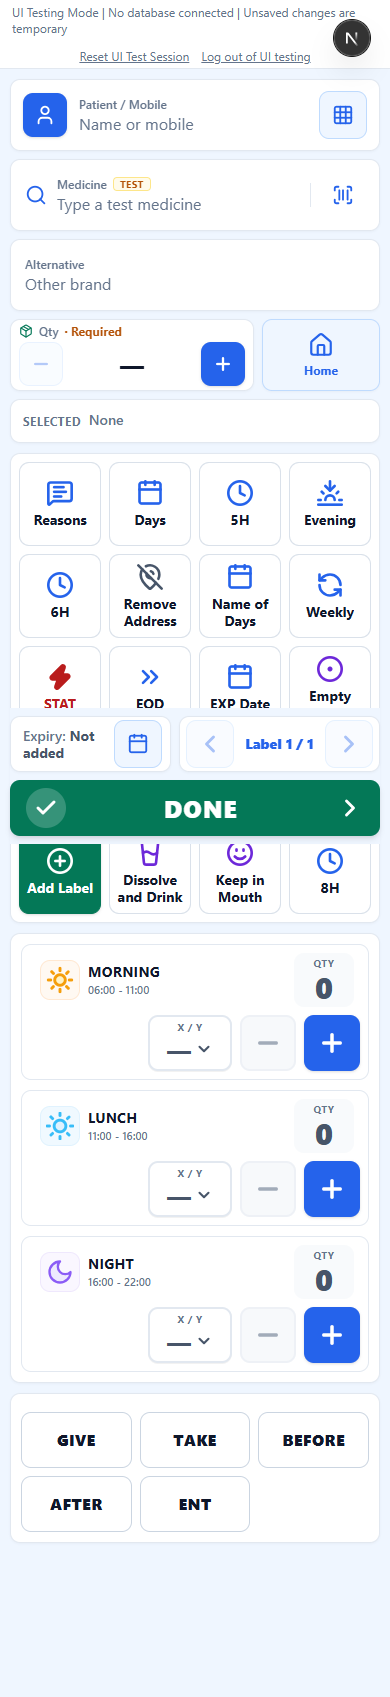 UI Testing Mode | No database connected | Unsaved changes are
temporary
N
Reset UI Test Session Log out of UI testing
Patient / Mobile
Name or mobile
Medicine TEST
Type a test medicine
Alternative
Other brand
Qty · Required
Home
SELECTED None
Reasons Days 5H Evening
6H Remove Address Name of Days Weekly
STAT EOD EXP Date Empty
Expiry: Not added
Label 1 / 1
DONE
Add Label Dissolve and Drink Keep in Mouth 8H
MORNING
06:00 - 11:00
QTY
0
X / Y
LUNCH
11:00 - 16:00
QTY
0
X / Y
NIGHT
16:00 - 22:00
QTY
0
X / Y
GIVE TAKE BEFORE
AFTER ENT